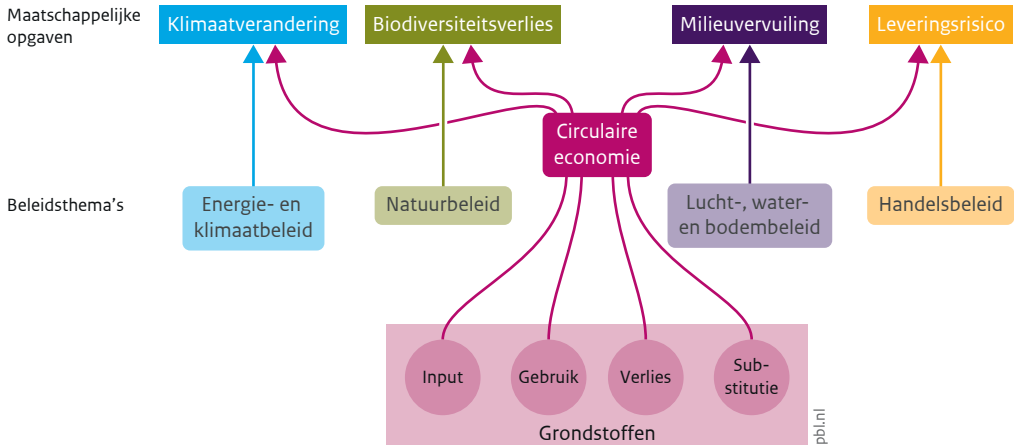 Maatschappelijke
opgaven
Klimaatverandering
Biodiversiteitsverlies
Milieuvervuiling
Leveringsrisico
Circulaire
economie
Beleidsthema's
Energie- en
klimaatbeleid
Natuurbeleid
Lucht-, water-
en bodembeleid
Handelsbeleid
Input
Gebruik
Verlies
Sub-
stitutie
Grondstoffen
pbl.nl